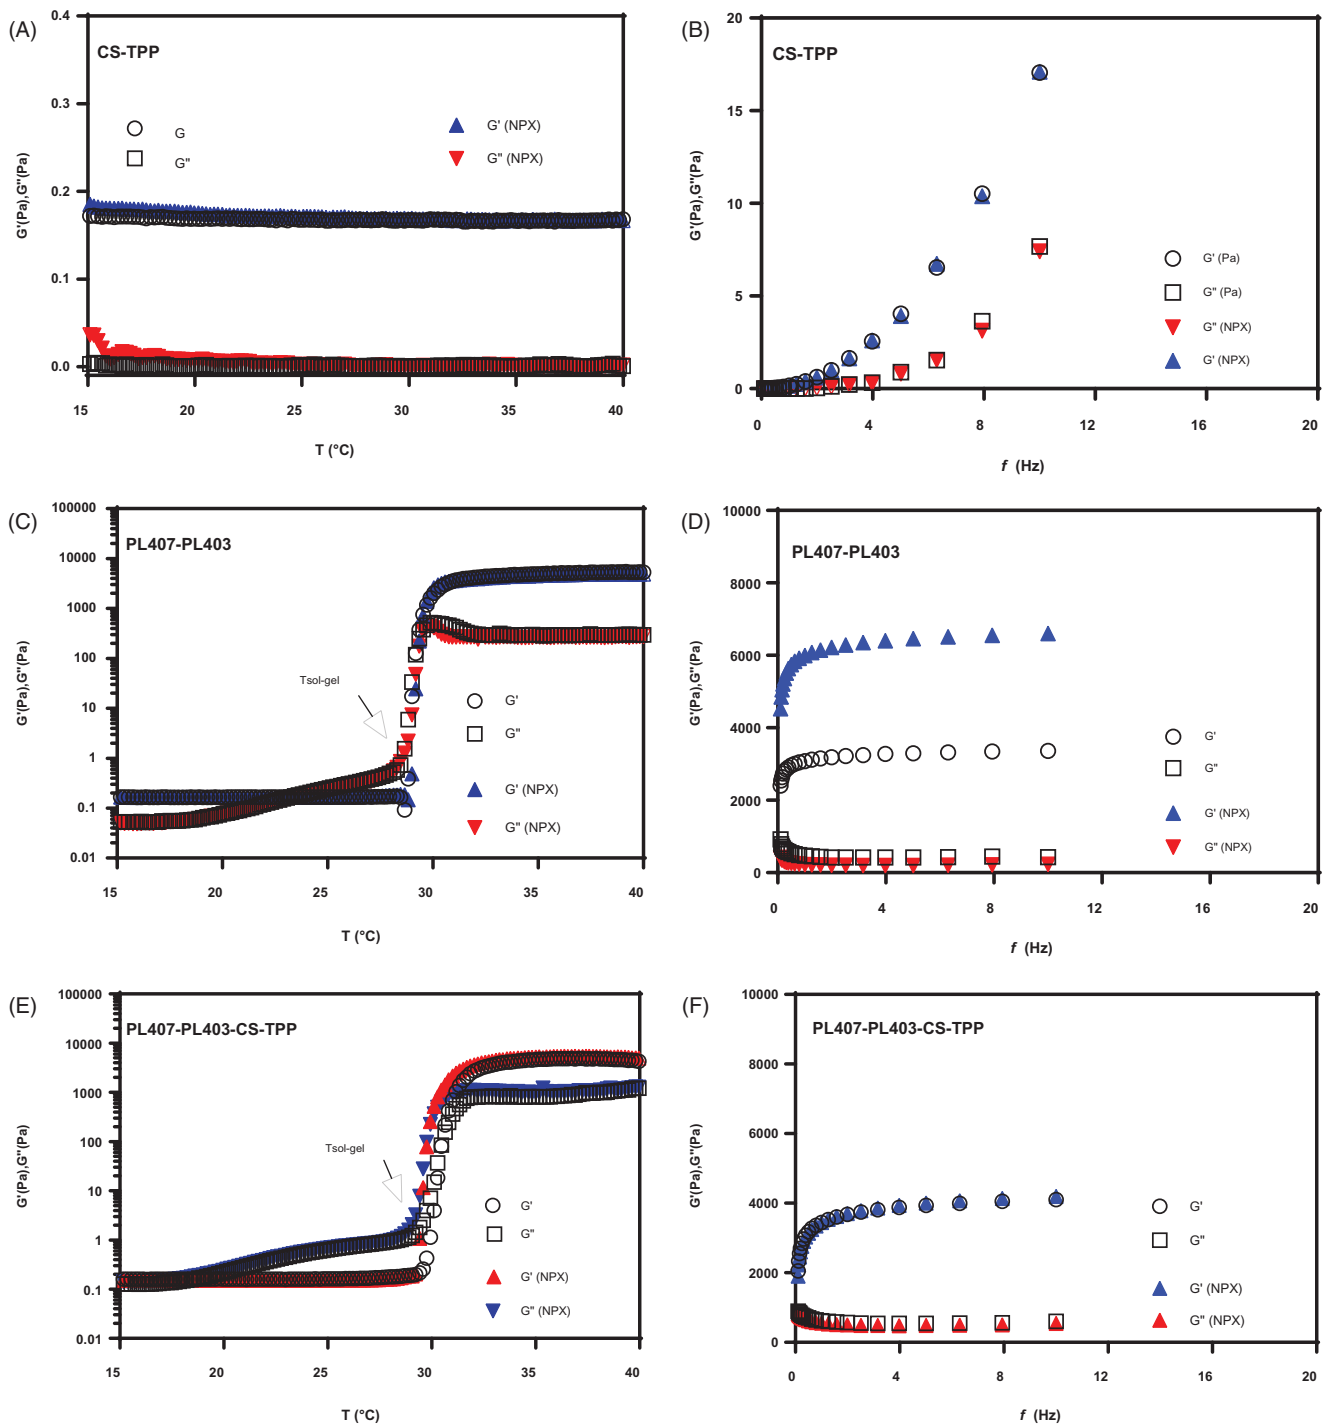 (A)
CS-TPP
G'(Pa),G"(Pa)
0.4
0.3
0.2
0.1
0.0
G
G"
G' (NPX)
G" (NPX)
15 20 25 30 35 40
T (°C)
(B)
CS-TPP
G'(Pa),G"(Pa)
20
15
10
5
0
G' (Pa)
G" (Pa)
G" (NPX)
G' (NPX)
0 4 8 12 16 20
f (Hz)
(C)
PL407-PL403
G'(Pa),G"(Pa)
100000
10000
1000
100
10
1
0.1
0.01
Tsol-gel
G'
G"
G' (NPX)
G" (NPX)
15 20 25 30 35 40
T (°C)
(D)
PL407-PL403
G'(Pa),G"(Pa)
10000
8000
6000
4000
2000
0
G'
G"
G' (NPX)
G" (NPX)
0 4 8 12 16 20
f (Hz)
(E)
PL407-PL403-CS-TPP
G'(Pa),G"(Pa)
100000
10000
1000
100
10
1
0.1
0.01
Tsol-gel
G'
G"
G' (NPX)
G" (NPX)
15 20 25 30 35 40
T (°C)
(F)
PL407-PL403-CS-TPP
G'(Pa),G"(Pa)
10000
8000
6000
4000
2000
0
G'
G"
G' (NPX)
G" (NPX)
0 4 8 12 16 20
f (Hz)